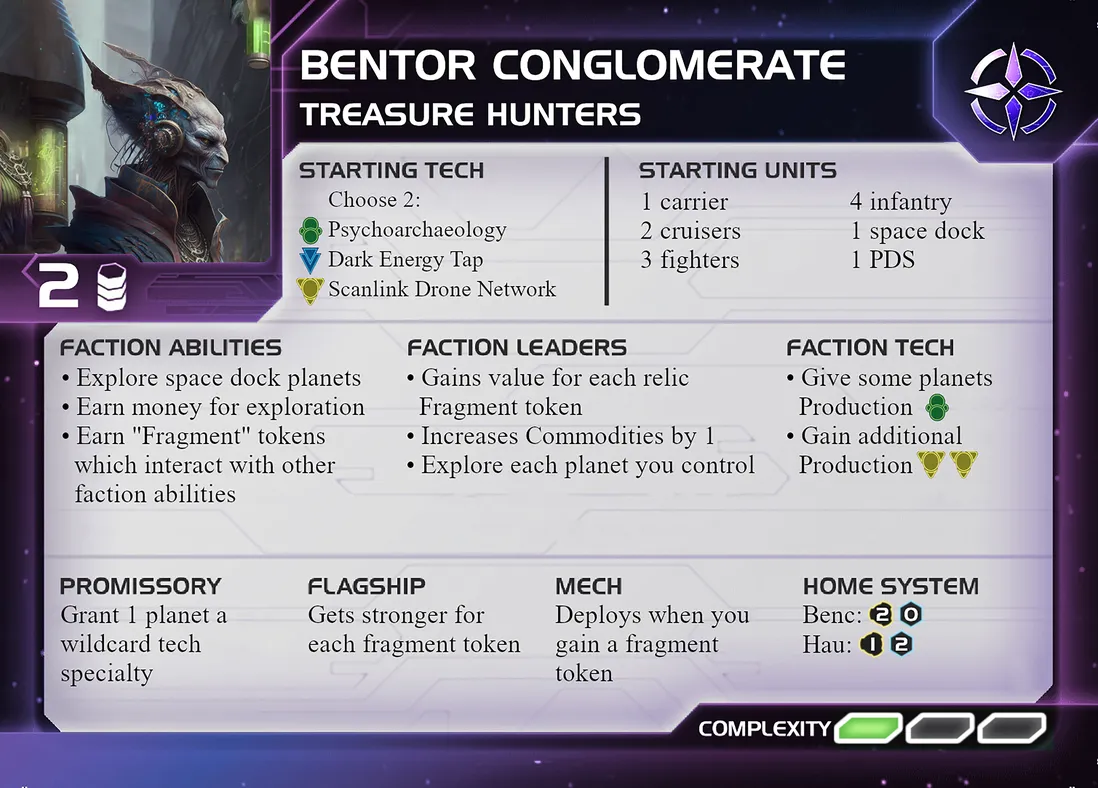 BENTOR CONGLOMERATE
TREASURE HUNTERS
STARTING TECH
Choose 2:
Psychoarchaeology
Dark Energy Tap
Scanlink Drone Network
STARTING UNITS
1 carrier
2 cruisers
3 fighters
4 infantry
1 space dock
1 PDS
2
FACTION ABILITIES
• Explore space dock planets
• Earn money for exploration
• Earn "Fragment" tokens
which interact with other
faction abilities
FACTION LEADERS
• Gains value for each relic
Fragment token
• Increases Commodities by 1
• Explore each planet you control
FACTION TECH
• Give some planets
Production
• Gain additional
Production
PROMISSORY
Grant 1 planet a
wildcard tech
specialty
FLAGSHIP
Gets stronger for
each fragment token
MECH
Deploys when you
gain a fragment
token
HOME SYSTEM
Benc: 2 0
Hau: 1 2
COMPLEXITY